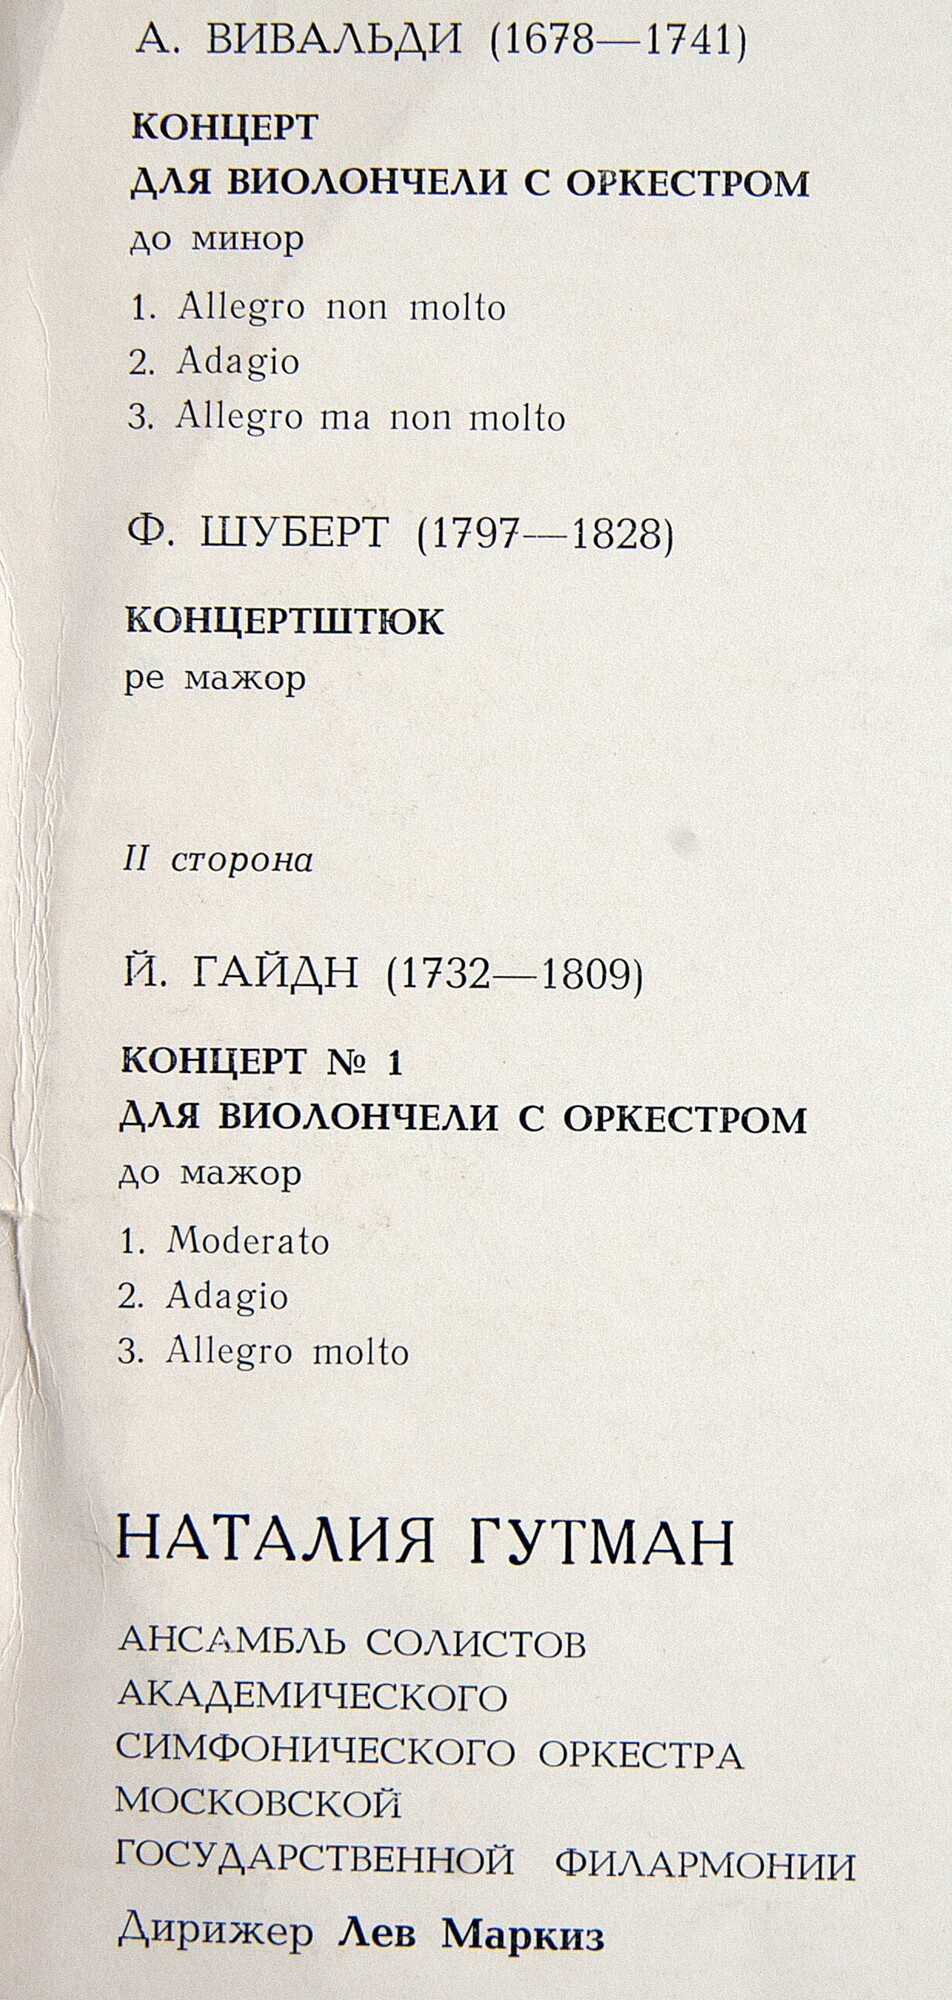 А. ВИВАЛЬДИ (1678—1741)
КОНЦЕРТ
ДЛЯ ВИОЛОНЧЕЛИ С ОРКЕСТРОМ
до минор
1. Allegro non molto
2. Adagio
3. Allegro ma non molto
Ф. ШУБЕРТ (1797—1828)
КОНЦЕРТШТЮК
ре мажор
II сторона
Й. ГАЙДН (1732—1809)
КОНЦЕРТ № 1
ДЛЯ ВИОЛОНЧЕЛИ С ОРКЕСТРОМ
до мажор
1. Moderato
2. Adagio
3. Allegro molto
НАТАЛИЯ ГУТМАН
АНСАМБЛЬ СОЛИСТОВ
АКАДЕМИЧЕСКОГО
СИМФОНИЧЕСКОГО ОРКЕСТРА
МОСКОВСКОЙ
ГОСУДАРСТВЕННОЙ ФИЛАРМОНИИ
Дирижер Лев Маркиз